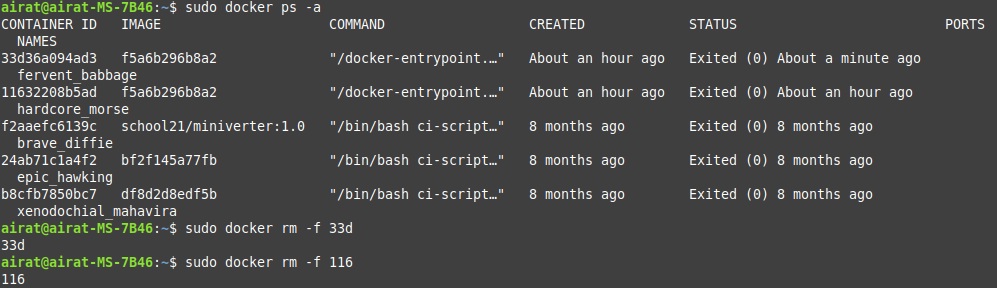 airat@airat-MS-7B46:~$ sudo docker ps -a
CONTAINER ID   IMAGE                     COMMAND                  CREATED             STATUS                          PORTS
  NAMES
33d36a094ad3   f5a6b296b8a2              "/docker-entrypoint.…"   About an hour ago   Exited (0) About a minute ago
  fervent_babbage
11632208b5ad   f5a6b296b8a2              "/docker-entrypoint.…"   About an hour ago   Exited (0) About an hour ago
  hardcore_morse
f2aaefc6139c   school21/miniverter:1.0   "/bin/bash ci-script…"   8 months ago        Exited (0) 8 months ago
  brave_diffie
24ab71c1a4f2   bf2f145a77fb              "/bin/bash ci-script…"   8 months ago        Exited (0) 8 months ago
  epic_hawking
b8cfb7850bc7   df8d2d8edf5b              "/bin/bash ci-script…"   8 months ago        Exited (0) 8 months ago
  xenodochial_mahavira
airat@airat-MS-7B46:~$ sudo docker rm -f 33d
33d
airat@airat-MS-7B46:~$ sudo docker rm -f 116
116